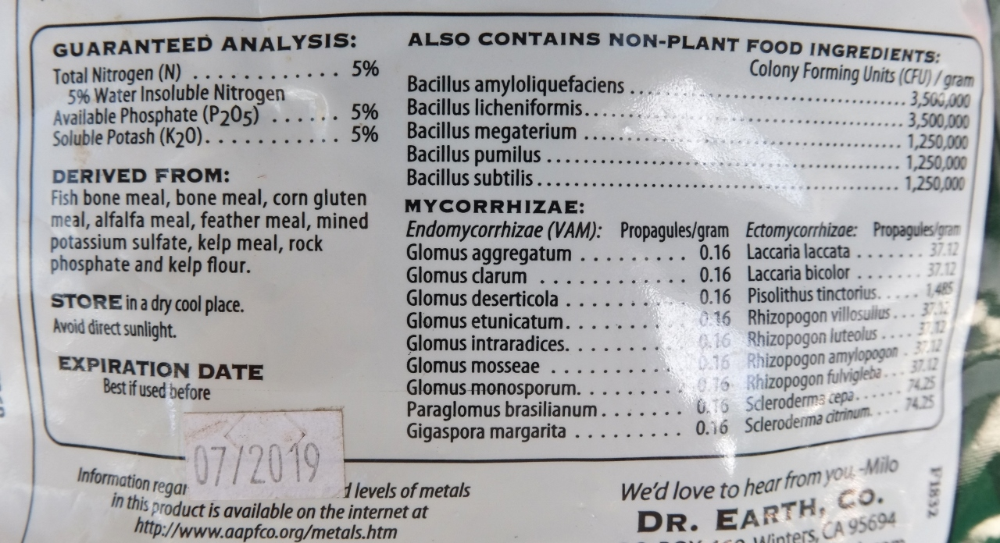 GUARANTEED ANALYSIS:
Total Nitrogen (N) . . . . . . . . . . . . 5%
5% Water Insoluble Nitrogen
Available Phosphate (P2O5) . . . . . . 5%
Soluble Potash (K2O). . . . . . . . . . . 5%
DERIVED FROM:
Fish bone meal, bone meal, corn gluten
meal, alfalfa meal, feather meal, mined
potassium sulfate, kelp meal, rock
phosphate and kelp flour.
STORE in a dry cool place.
Avoid direct sunlight.
EXPIRATION DATE
Best if used before
07/2019
ALSO CONTAINS NON-PLANT FOOD INGREDIENTS:
Colony Forming Units (CFU) / gram
Bacillus amyloliquefaciens . . . . . . 3,500,000
Bacillus licheniformis. . . . . . 3,500,000
Bacillus megaterium . . . . . . 1,250,000
Bacillus pumilus . . . . . . 1,250,000
Bacillus subtilis . . . . . . 1,250,000
MYCORRHIZAE:
Endomycorrhizae (VAM): Propagules/gram
Glomus aggregatum . . . . . . . . . 0.16
Glomus clarum . . . . . . . . . . . . 0.16
Glomus deserticola . . . . . . . . . . 0.16
Glomus etunicatum. . . . . . . . . . 0.16
Glomus intraradices. . . . . . . . . . 0.16
Glomus mosseae . . . . . . . . . . . 0.16
Glomus monosporum. . . . . . . . . 0.16
Paraglomus brasilianum . . . . . . . 0.16
Gigaspora margarita . . . . . . . . . 0.16
Ectomycorrhizae: Propagules/gram
Laccaria laccata . . . . . . . 37.12
Laccaria bicolor . . . . . . . 37.12
Pisolithus tinctorius. . . . . 1,485
Rhizopogon villosullus . . . 37.12
Rhizopogon luteolus . . . . 37.12
Rhizopogon amylopogon . 37.12
Rhizopogon fulvigleba . . . 37.12
Scleroderma cepa. . . . . . 74.25
Scleroderma citrinum. . . . 74.25
Information regar d levels of metals
in this product is available on the internet at
http://www.aapfco.org/metals.htm
We'd love to hear from you, -Milo
DR. EARTH, CO.
Winters, CA 95694
F1832